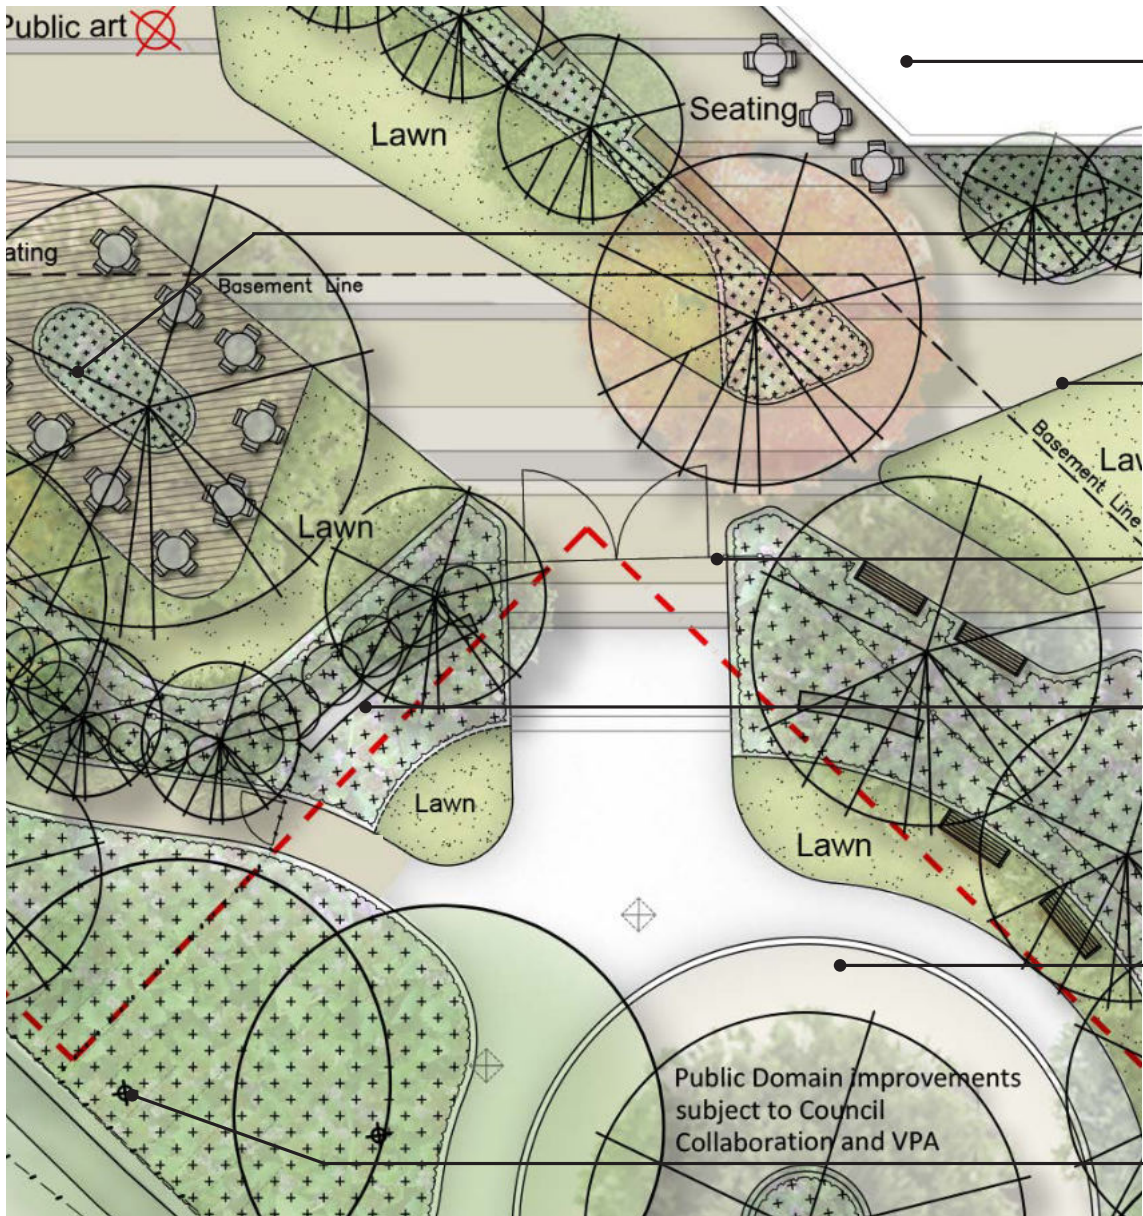 Public art
Lawn
Seating
ating
Basement Line
Basement Line
Law
Lawn
Lawn
Lawn
Public Domain improvements
subject to Council
Collaboration and VPA